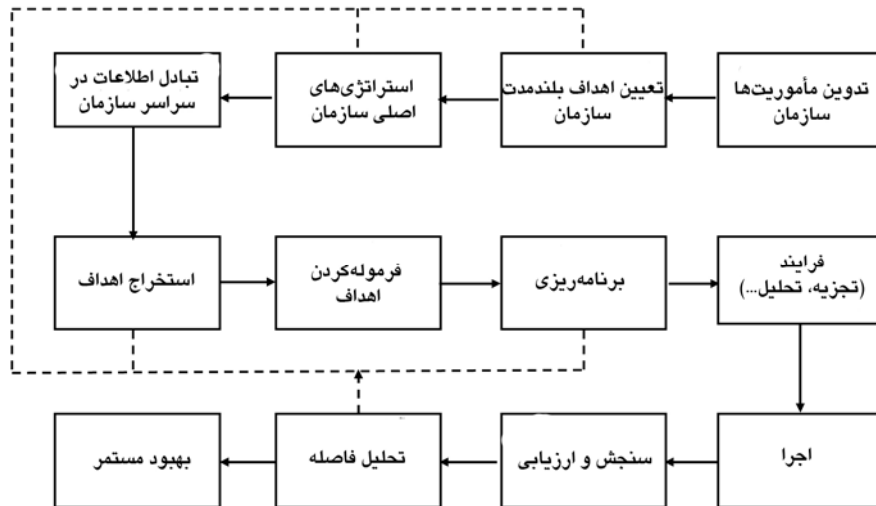 تدوین مأموریت‌ها
سازمان
تعیین اهداف بلندمدت
سازمان
استراتژی‌های
اصلی سازمان
تبادل اطلاعات در
سراسر سازمان
استخراج اهداف
فرموله‌کردن
اهداف
برنامه‌ریزی
فرایند
(تجزیه، تحلیل...)
اجرا
سنجش و ارزیابی
تحلیل فاصله
بهبود مستمر